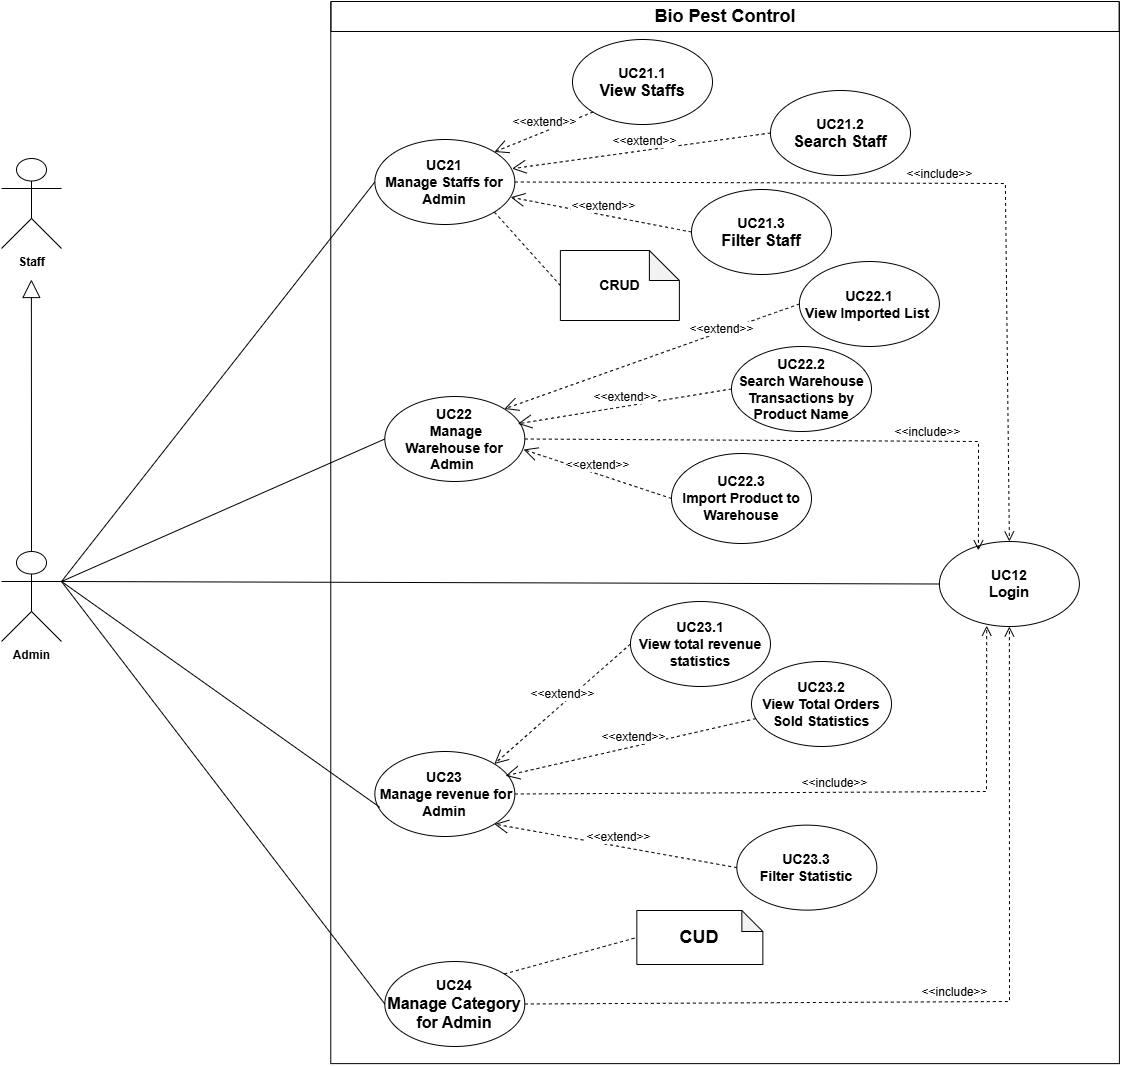 Bio Pest Control
UC21.1
View Staffs
<<extend>>
UC21.2
Search Staff
<<extend>>
UC21
Manage Staffs for
Admin
<<include>>
<<extend>>
UC21.3
Filter Staff
Staff
CRUD
UC22.1
View Imported List
<<extend>>
UC22.2
Search Warehouse
Transactions by
Product Name
<<extend>>
UC22
Manage
Warehouse for
Admin
<<include>>
<<extend>>
UC22.3
Import Product to
Warehouse
UC12
Login
Admin
UC23.1
View total revenue
statistics
<<extend>>
UC23.2
View Total Orders
Sold Statistics
<<extend>>
UC23
Manage revenue for
Admin
<<include>>
<<extend>>
UC23.3
Filter Statistic
CUD
UC24
Manage Category
for Admin
<<include>>